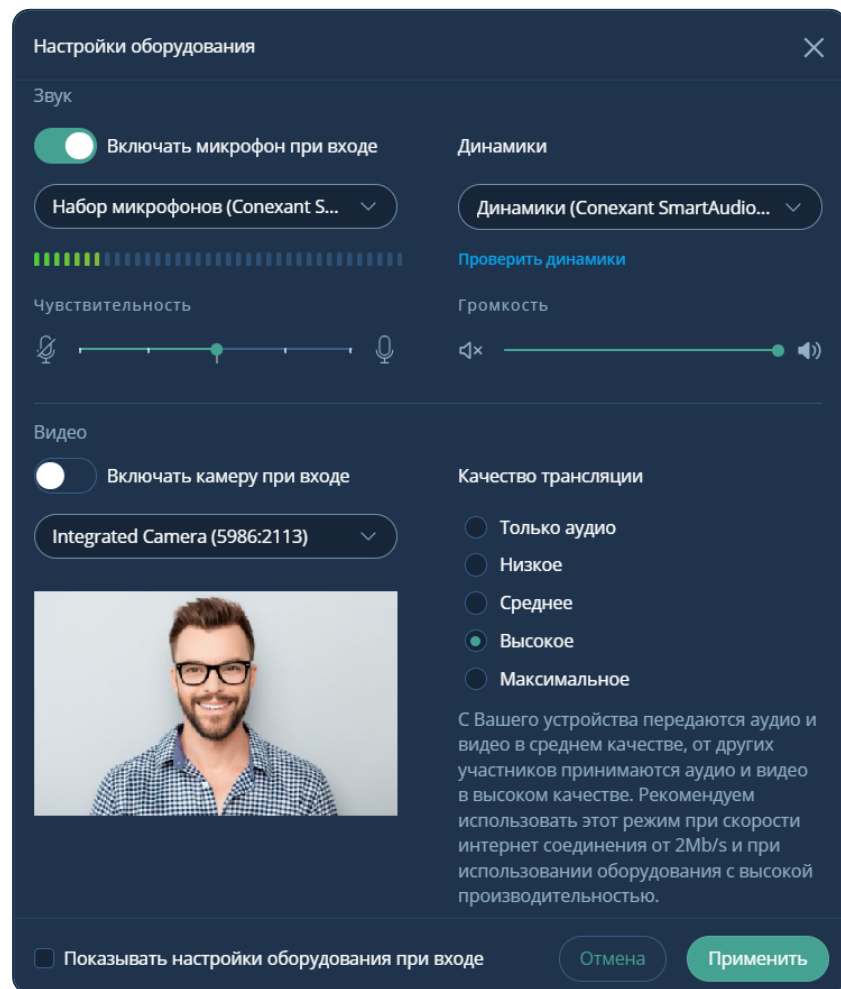 Настройки оборудования
Звук
Включать микрофон при входе
Динамики
Набор микрофонов (Conexant S...
Динамики (Conexant SmartAudio...
Проверить динамики
Чувствительность
Громкость
Видео
Включать камеру при входе
Качество трансляции
Integrated Camera (5986:2113)
Только аудио
Низкое
Среднее
Высокое
Максимальное
С Вашего устройства передаются аудио и
видео в среднем качестве, от других
участников принимаются аудио и видео
в высоком качестве. Рекомендуем
использовать этот режим при скорости
интернет соединения от 2Mb/s и при
использовании оборудования с высокой
производительностью.
Показывать настройки оборудования при входе
Отмена
Применить